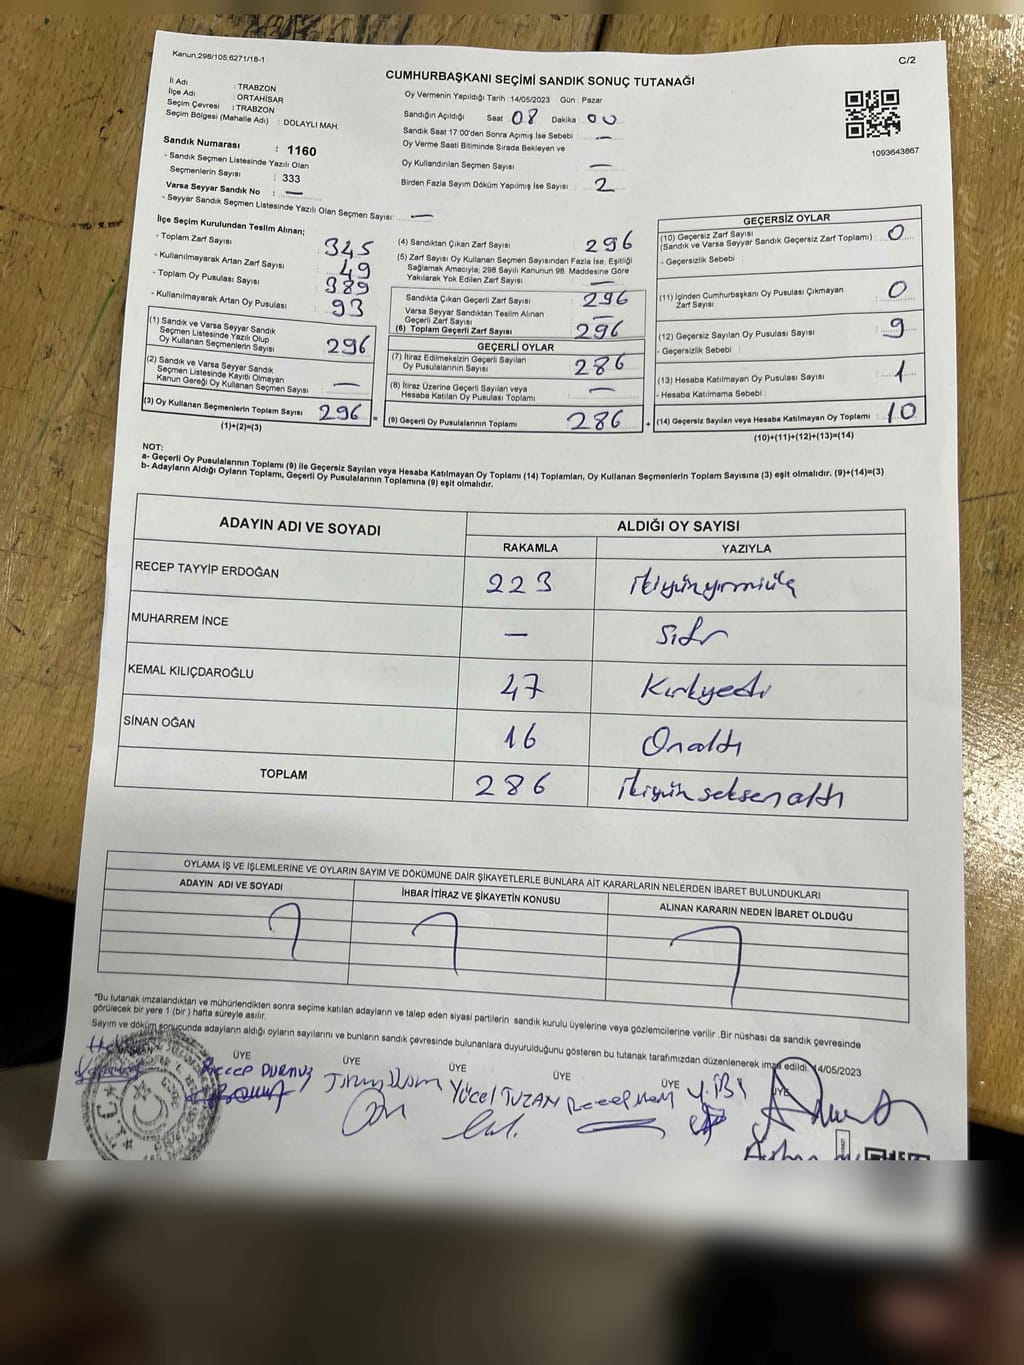 Kanun:298/105,6271/18-1
C/2
CUMHURBAŞKANI SEÇİMİ SANDIK SONUÇ TUTANAĞI
İl Adı : TRABZON
İlçe Adı : ORTAHİSAR
Seçim Çevresi : TRABZON
Seçim Bölgesi (Mahalle Adı) : DOLAYLI MAH.
Sandık Numarası : 1160
- Sandık Seçmen Listesinde Yazılı Olan
Seçmenlerin Sayısı : 333
Varsa Seyyar Sandık No : —
- Seyyar Sandık Seçmen Listesinde Yazılı Olan Seçmen Sayısı: —
Oy Vermenin Yapıldığı Tarih : 14/05/2023 Gün : Pazar
Sandığın Açıldığı Saat 08 Dakika 00
Sandık Saat 17:00'den Sonra Açılmış İse Sebebi : —
Oy Verme Saati Bitiminde Sırada Bekleyen ve
Oy Kullandırılan Seçmen Sayısı : —
Birden Fazla Sayım Döküm Yapılmış İse Sayısı : 2
1093643867
İlçe Seçim Kurulundan Teslim Alınan;
- Toplam Zarf Sayısı : 345
- Kullanılmayarak Artan Zarf Sayısı : 49
- Toplam Oy Pusulası Sayısı : 389
- Kullanılmayarak Artan Oy Pusulası : 93
(1) Sandık ve Varsa Seyyar Sandık
Seçmen Listesinde Yazılı Olup
Oy Kullanan Seçmenlerin Sayısı : 296
(2) Sandık ve Varsa Seyyar Sandık
Seçmen Listesinde Kayıtlı Olmayan
Kanun Gereği Oy Kullanan Seçmen Sayısı : —
(3) Oy Kullanan Seçmenlerin Toplam Sayısı : 296 =
(1)+(2)=(3)
(4) Sandıktan Çıkan Zarf Sayısı : 296
(5) Zarf Sayısı Oy Kullanan Seçmen Sayısından Fazla İse, Eşitliği
Sağlamak Amacıyla; 298 Sayılı Kanunun 98. Maddesine Göre
Yakılarak Yok Edilen Zarf Sayısı : —
Sandıkta Çıkan Geçerli Zarf Sayısı : 296
Varsa Seyyar Sandıktan Teslim Alınan
Geçerli Zarf Sayısı : —
(6) Toplam Geçerli Zarf Sayısı : 296
GEÇERLİ OYLAR
(7) İtiraz Edilmeksizin Geçerli Sayılan
Oy Pusulalarının Sayısı : 286
(8) İtiraz Üzerine Geçerli Sayılan veya
Hesaba Katılan Oy Pusulası Toplamı : —
(9) Geçerli Oy Pusulalarının Toplamı : 286 +
GEÇERSİZ OYLAR
(10) Geçersiz Zarf Sayısı
(Sandık ve Varsa Seyyar Sandık Geçersiz Zarf Toplamı) : 0
- Geçersizlik Sebebi :
(11) İçinden Cumhurbaşkanı Oy Pusulası Çıkmayan
Zarf Sayısı : 0
(12) Geçersiz Sayılan Oy Pusulası Sayısı : 9
- Geçersizlik Sebebi :
(13) Hesaba Katılmayan Oy Pusulası Sayısı : 1
- Hesaba Katılmama Sebebi :
(14) Geçersiz Sayılan veya Hesaba Katılmayan Oy Toplamı : 10
(10)+(11)+(12)+(13)=(14)
NOT:
a- Geçerli Oy Pusulalarının Toplamı (9) ile Geçersiz Sayılan veya Hesaba Katılmayan Oy Toplamı (14) Toplamları, Oy Kullanan Seçmenlerin Toplam Sayısına (3) eşit olmalıdır. (9)+(14)=(3)
b- Adayların Aldığı Oyların Toplamı, Geçerli Oy Pusulalarının Toplamına (9) eşit olmalıdır.
ADAYIN ADI VE SOYADI
ALDIĞI OY SAYISI
RAKAMLA YAZIYLA
RECEP TAYYİP ERDOĞAN 223 ikiyüzyirmiüç
MUHARREM İNCE — Sıfır
KEMAL KILIÇDAROĞLU 47 Kırkyedi
SİNAN OĞAN 16 Onaltı
TOPLAM 286 ikiyüz seksen altı
OYLAMA İŞ VE İŞLEMLERİNE VE OYLARIN SAYIM VE DÖKÜMÜNE DAİR ŞİKAYETLERLE BUNLARA AİT KARARLARIN NELERDEN İBARET BULUNDUKLARI
ADAYIN ADI VE SOYADI İHBAR İTİRAZ VE ŞİKAYETİN KONUSU ALINAN KARARIN NEDEN İBARET OLDUĞU
*Bu tutanak imzalandıktan ve mühürlendikten sonra seçime katılan adayların ve talep eden siyasi partilerin sandık kurulu üyelerine veya gözlemcilerine verilir .Bir nüshası da sandık çevresinde
görülecek bir yere 1 (bir ) hafta süreyle asılır.
Sayım ve döküm sonucunda adayların aldığı oyların sayılarını ve bunların sandık çevresinde bulunanlara duyurulduğunu gösteren bu tutanak tarafımızdan düzenlenerek imza edildi. 14/05/2023
ÜYE ÜYE ÜYE ÜYE ÜYE ÜYE
RECEP DURMUŞ Yücel TUZAN
T.C.